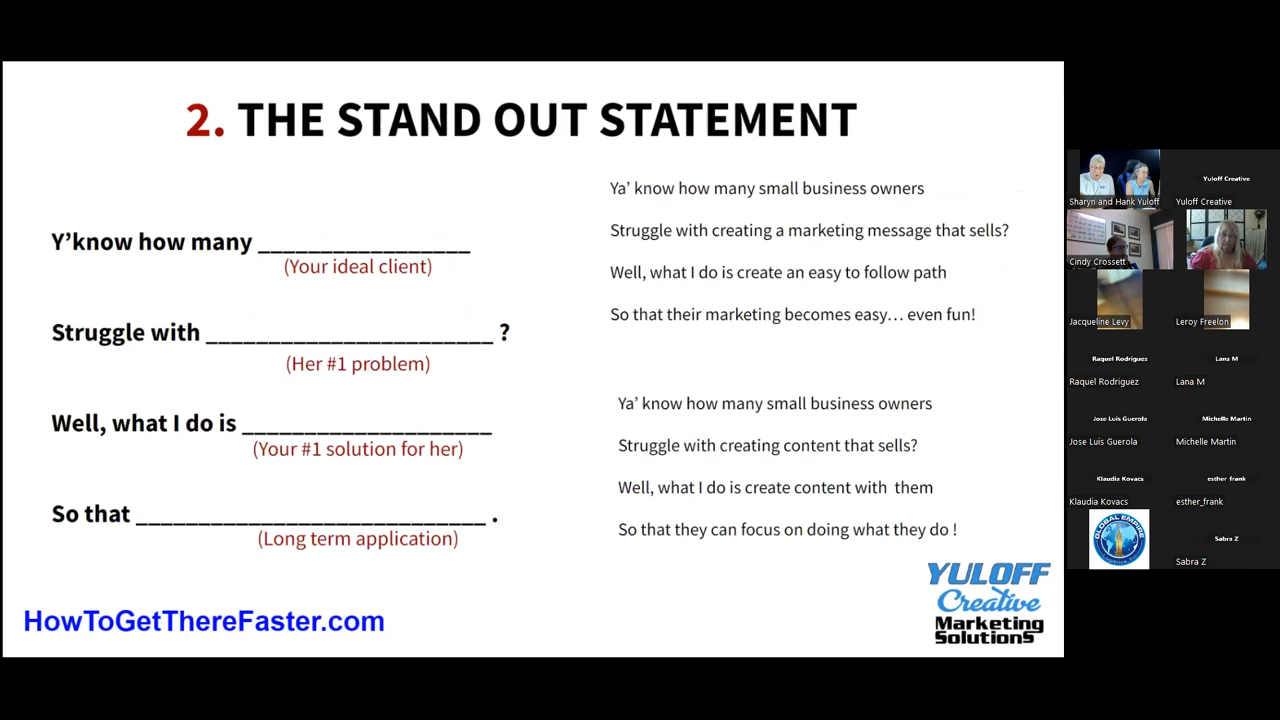 2. THE STAND OUT STATEMENT
Y’know how many _________________
(Your ideal client)
Struggle with _______________________ ?
(Her #1 problem)
Well, what I do is ____________________
(Your #1 solution for her)
So that ____________________________ .
(Long term application)
HowToGetThereFaster.com
Ya’ know how many small business owners
Struggle with creating a marketing message that sells?
Well, what I do is create an easy to follow path
So that their marketing becomes easy… even fun!
Ya’ know how many small business owners
Struggle with creating content that sells?
Well, what I do is create content with them
So that they can focus on doing what they do !
YULOFF
Creative
Marketing
Solutions
Sharyn and Hank Yuloff
Yuloff Creative
Yuloff Creative
Cindy Crossett
Jacqueline Levy
Leroy Freelon
Raquel Rodriguez
Lana M
Raquel Rodriguez
Lana M
Jose Luis Guerola
Michelle Martin
Jose Luis Guerola
Michelle Martin
Klaudia Kovacs
esther_frank
Klaudia Kovacs
esther_frank
GLOBAL EMPIRE
Sabra Z
Sabra Z